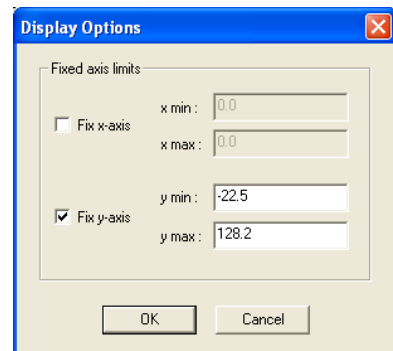 Display Options
Fixed axis limits
Fix x-axis
x min : 0.0
x max : 0.0
Fix y-axis
y min : -22.5
y max : 128.2
OK Cancel